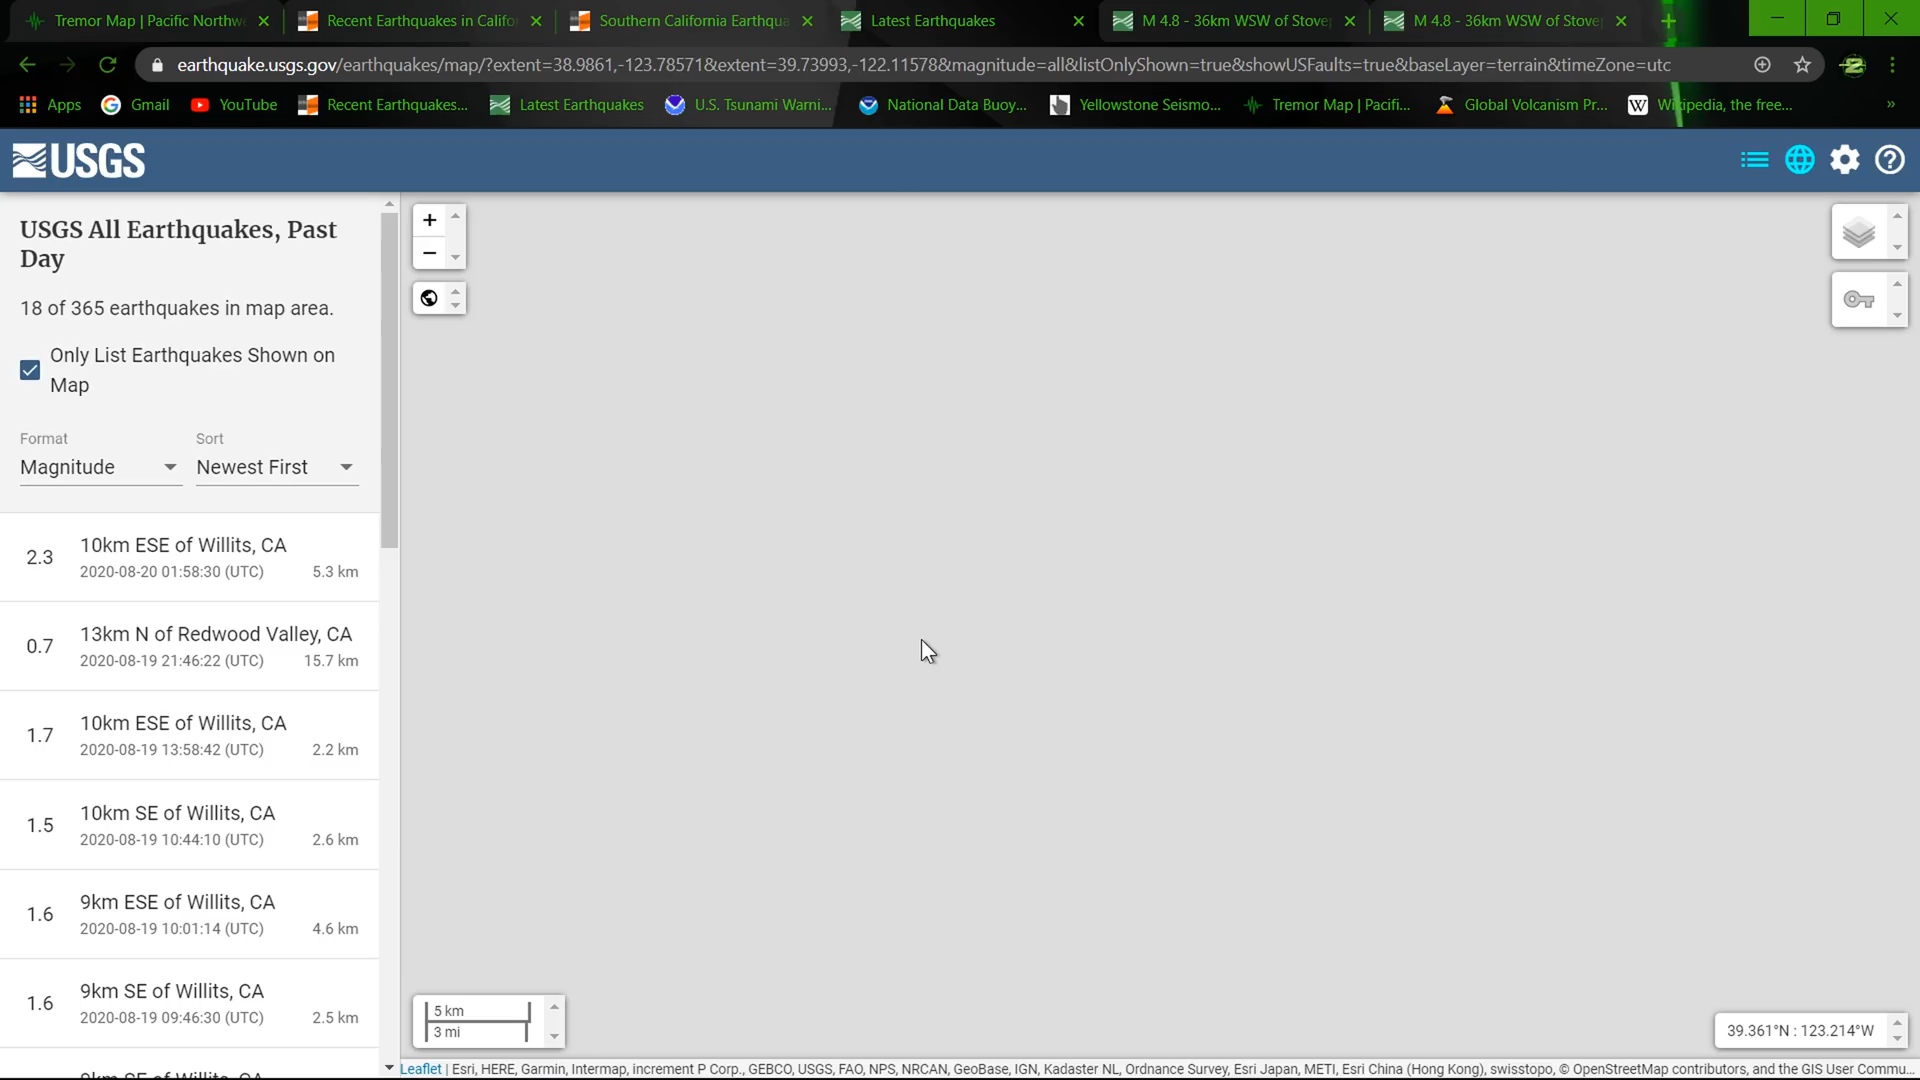 Tremor Map | Pacific Northwe
Recent Earthquakes in Califo
Southern California Earthqua
Latest Earthquakes
M 4.8 - 36km WSW of Stovep
M 4.8 - 36km WSW of Stovep
earthquake.usgs.gov/earthquakes/map/?extent=38.9861,-123.78571&extent=39.73993,-122.11578&magnitude=all&listOnlyShown=true&showUSFaults=true&baseLayer=terrain&timeZone=utc
Apps
Gmail
YouTube
Recent Earthquakes...
Latest Earthquakes
U.S. Tsunami Warni...
National Data Buoy...
Yellowstone Seismo...
Tremor Map | Pacifi...
Global Volcanism Pr...
Wikipedia, the free...
USGS
USGS All Earthquakes, Past
Day
18 of 365 earthquakes in map area.
Only List Earthquakes Shown on
Map
Format
Sort
Magnitude
Newest First
2.3
10km ESE of Willits, CA
2020-08-20 01:58:30 (UTC)
5.3 km
0.7
13km N of Redwood Valley, CA
2020-08-19 21:46:22 (UTC)
15.7 km
1.7
10km ESE of Willits, CA
2020-08-19 13:58:42 (UTC)
2.2 km
1.5
10km SE of Willits, CA
2020-08-19 10:44:10 (UTC)
2.6 km
1.6
9km ESE of Willits, CA
2020-08-19 10:01:14 (UTC)
4.6 km
1.6
9km SE of Willits, CA
2020-08-19 09:46:30 (UTC)
2.5 km
9km SE of Willits, CA
5 km
3 mi
39.361°N : 123.214°W
Leaflet | Esri, HERE, Garmin, Intermap, increment P Corp., GEBCO, USGS, FAO, NPS, NRCAN, GeoBase, IGN, Kadaster NL, Ordnance Survey, Esri Japan, METI, Esri China (Hong Kong), swisstopo, © OpenStreetMap contributors, and the GIS User Commu...